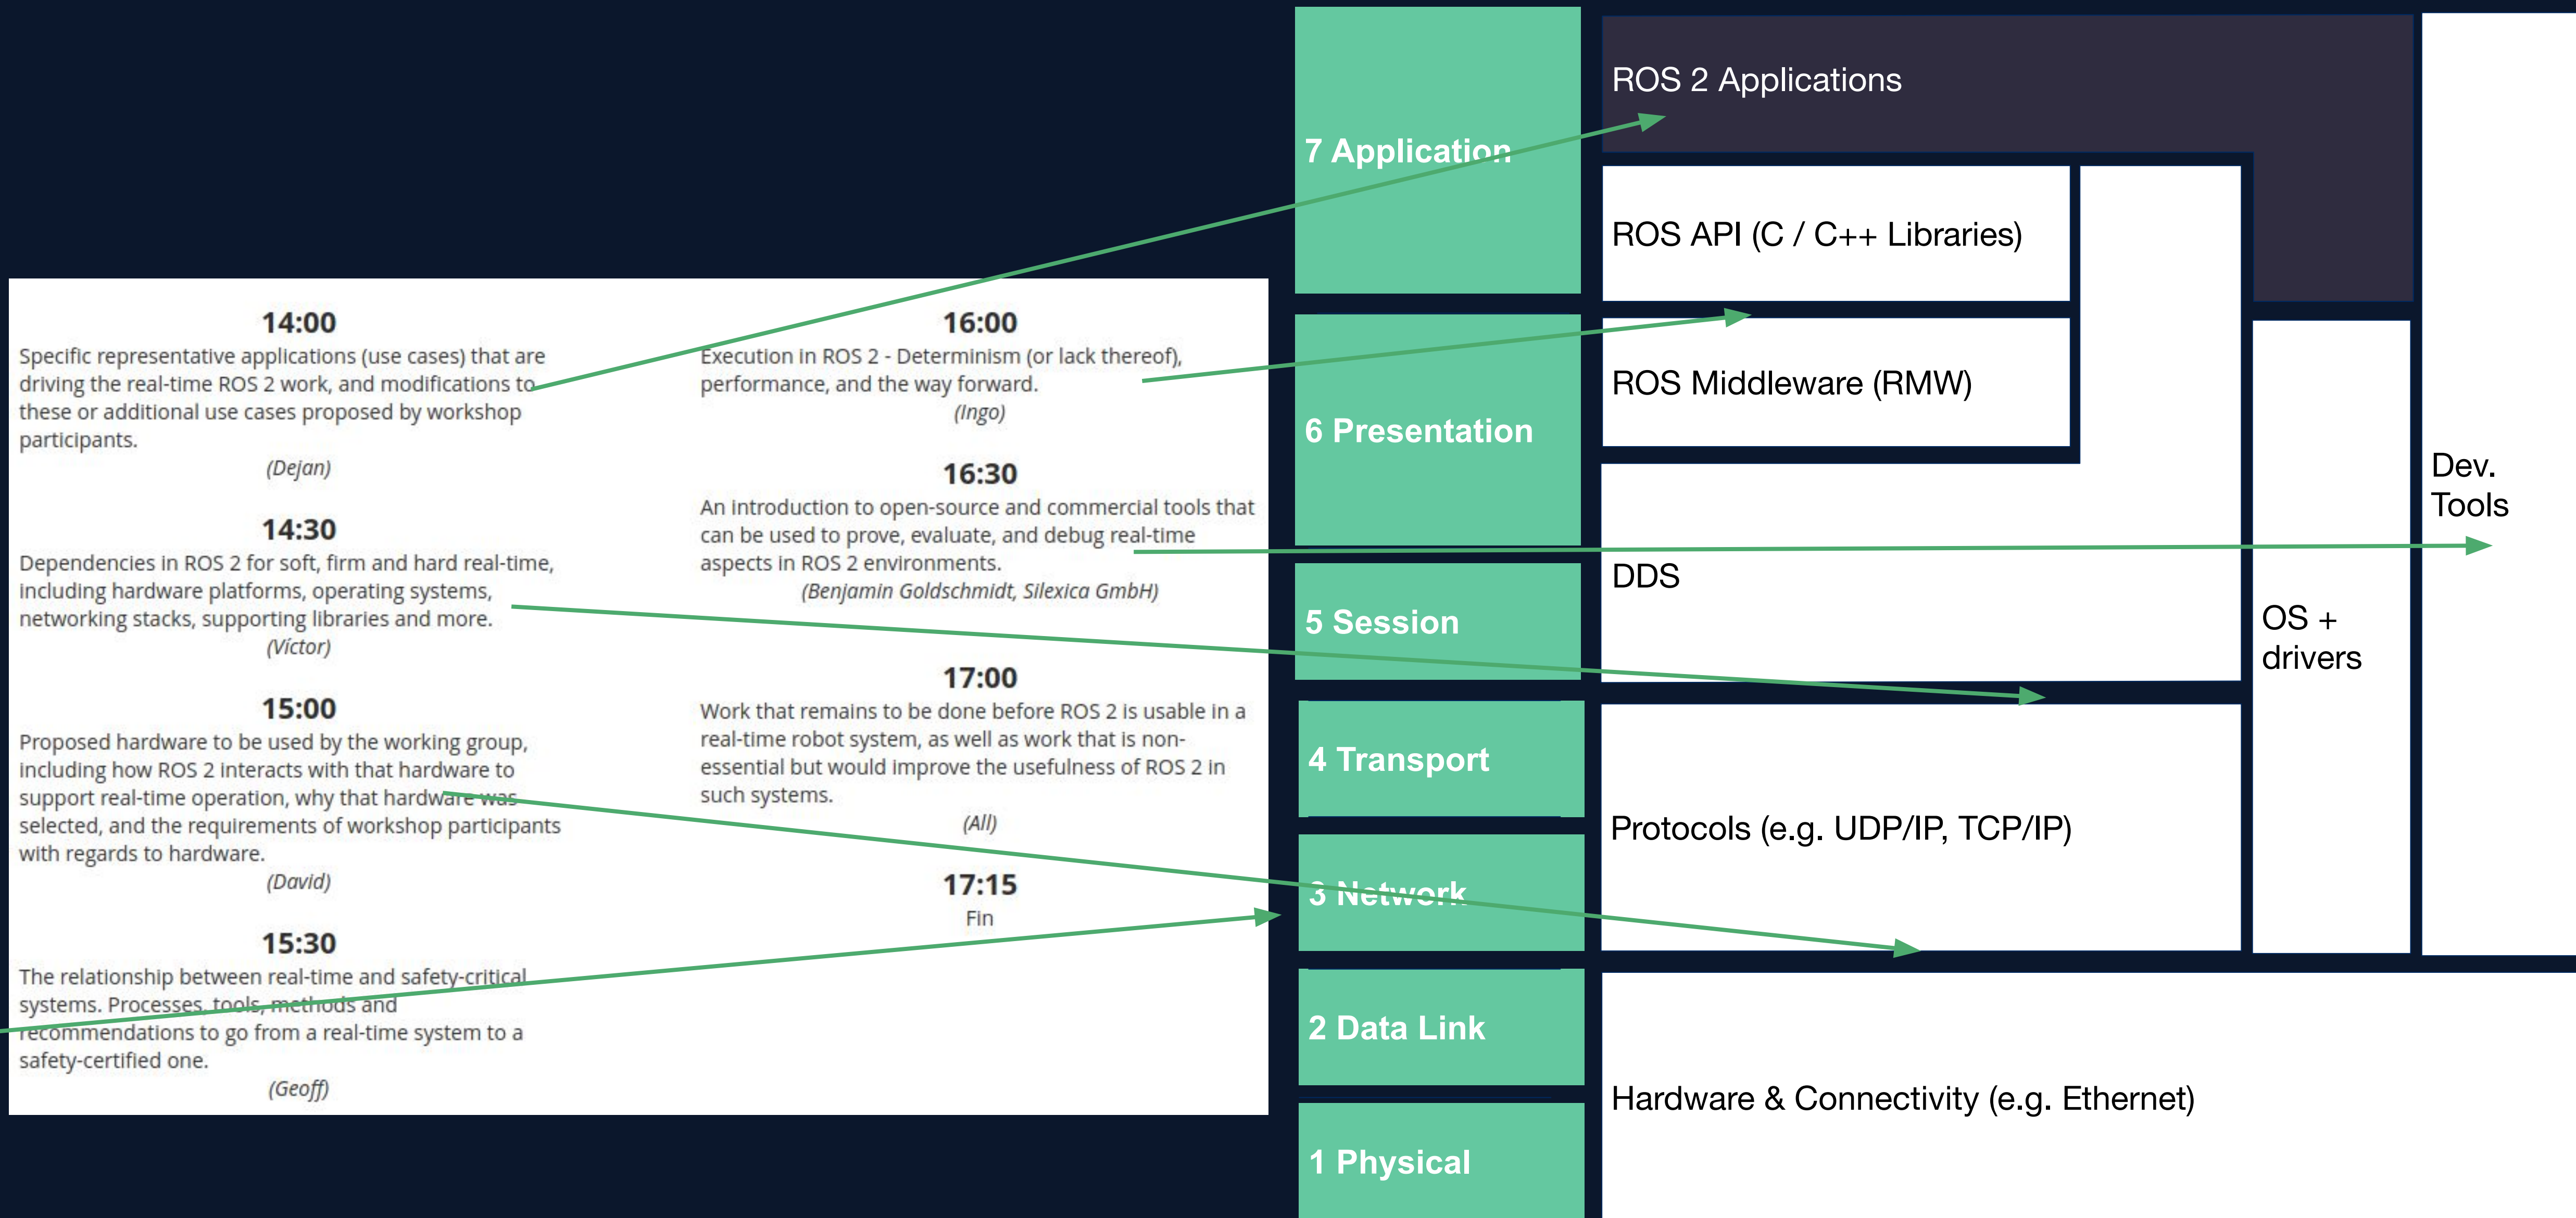 14:00
Specific representative applications (use cases) that are
driving the real-time ROS 2 work, and modifications to
these or additional use cases proposed by workshop
participants.
(Dejan)
14:30
Dependencies in ROS 2 for soft, firm and hard real-time,
including hardware platforms, operating systems,
networking stacks, supporting libraries and more.
(Víctor)
15:00
Proposed hardware to be used by the working group,
including how ROS 2 interacts with that hardware to
support real-time operation, why that hardware was
selected, and the requirements of workshop participants
with regards to hardware.
(David)
15:30
The relationship between real-time and safety-critical
systems. Processes, tools, methods and
recommendations to go from a real-time system to a
safety-certified one.
(Geoff)
16:00
Execution in ROS 2 - Determinism (or lack thereof),
performance, and the way forward.
(Ingo)
16:30
An introduction to open-source and commercial tools that
can be used to prove, evaluate, and debug real-time
aspects in ROS 2 environments.
(Benjamin Goldschmidt, Silexica GmbH)
17:00
Work that remains to be done before ROS 2 is usable in a
real-time robot system, as well as work that is non-
essential but would improve the usefulness of ROS 2 in
such systems.
(All)
17:15
Fin
7 Application
6 Presentation
5 Session
4 Transport
3 Network
2 Data Link
1 Physical
ROS 2 Applications
ROS API (C / C++ Libraries)
ROS Middleware (RMW)
DDS
Protocols (e.g. UDP/IP, TCP/IP)
Hardware & Connectivity (e.g. Ethernet)
OS +
drivers
Dev.
Tools